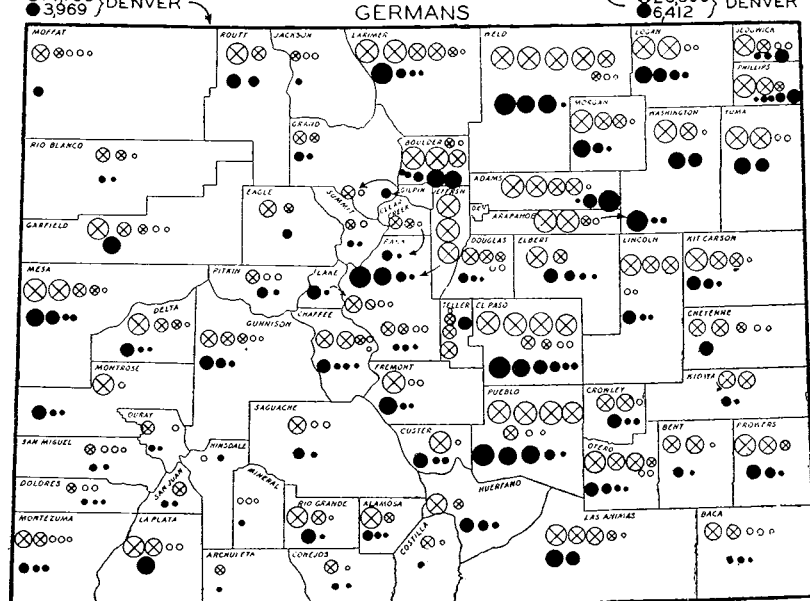 3,969 } DENVER
GERMANS
6,412 } DENVER
MOFFAT
ROUTT
JACKSON
LARIMER
WELD
LOGAN
SEDGWICK
PHILLIPS
MORGAN
WASHINGTON
YUMA
GRAND
RIO BLANCO
BOULDER
GILPIN
ADAMS
ARAPAHOE
EAGLE
SUMMIT
CLEAR CREEK
JEFFERSN
DEN
GARFIELD
PARK
DOUGLAS
ELBERT
LINCOLN
KIT CARSON
MESA
PITKIN
LAKE
DELTA
GUNNISON
CHAFFEE
TELLER
EL PASO
CHEYENNE
MONTROSE
FREMONT
KIOWA
PUEBLO
CROWLEY
OURAY
SAGUACHE
CUSTER
OTERO
BENT
PROWERS
SAN MIGUEL
HINSDALE
SAN JUAN
MINERAL
DOLORES
RIO GRANDE
ALAMOSA
HUERFANO
MONTEZUMA
LA PLATA
COSTILLA
LAS ANIMAS
BACA
ARCHULETA
CONEJOS